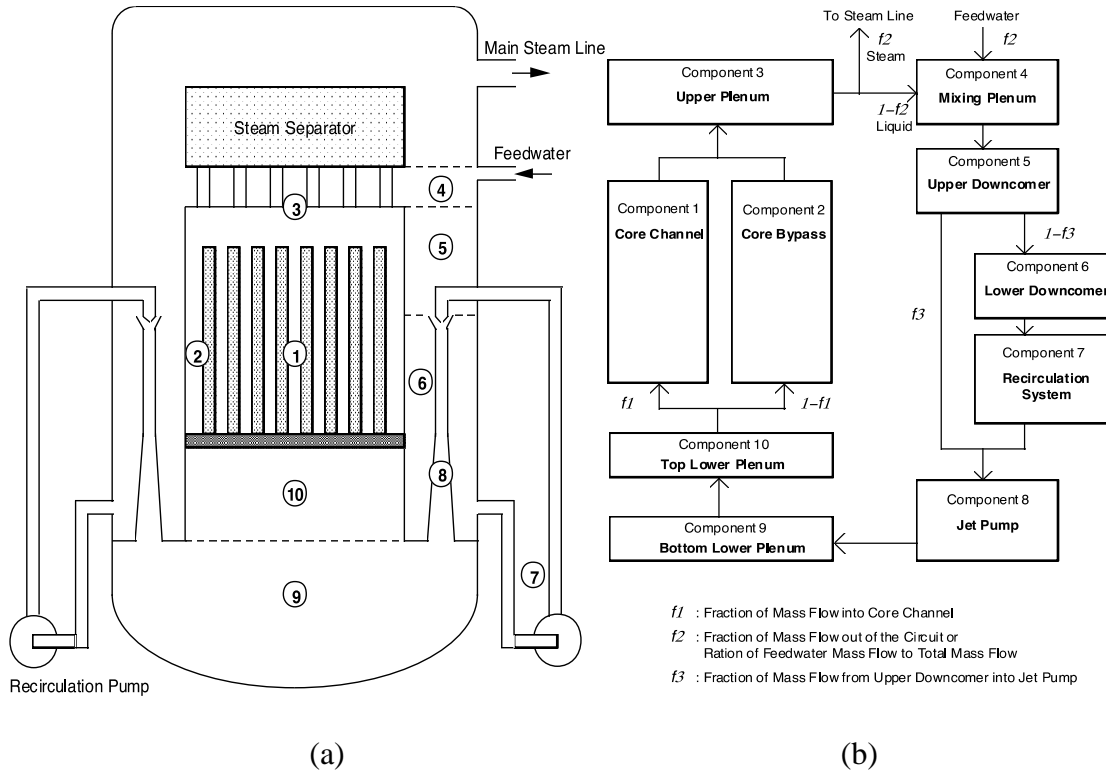 Main Steam Line
Steam Separator
Feedwater
4
3
5
2
1
6
8
10
7
9
Recirculation Pump
(a)
To Steam Line
f2
Steam
Feedwater
f2
Component 3
Upper Plenum
1-f2
Liquid
Component 4
Mixing Plenum
Component 5
Upper Downcomer
Component 1
Core Channel
Component 2
Core Bypass
1-f3
f3
Component 6
Lower Downcomer
Component 7
Recirculation
System
f1
1-f1
Component 10
Top Lower Plenum
Component 8
Jet Pump
Component 9
Bottom Lower Plenum
f1 : Fraction of Mass Flow into Core Channel
f2 : Fraction of Mass Flow out of the Circuit or
Ration of Feedwater Mass Flow to Total Mass Flow
f3 : Fraction of Mass Flow from Upper Downcomer into Jet Pump
(b)